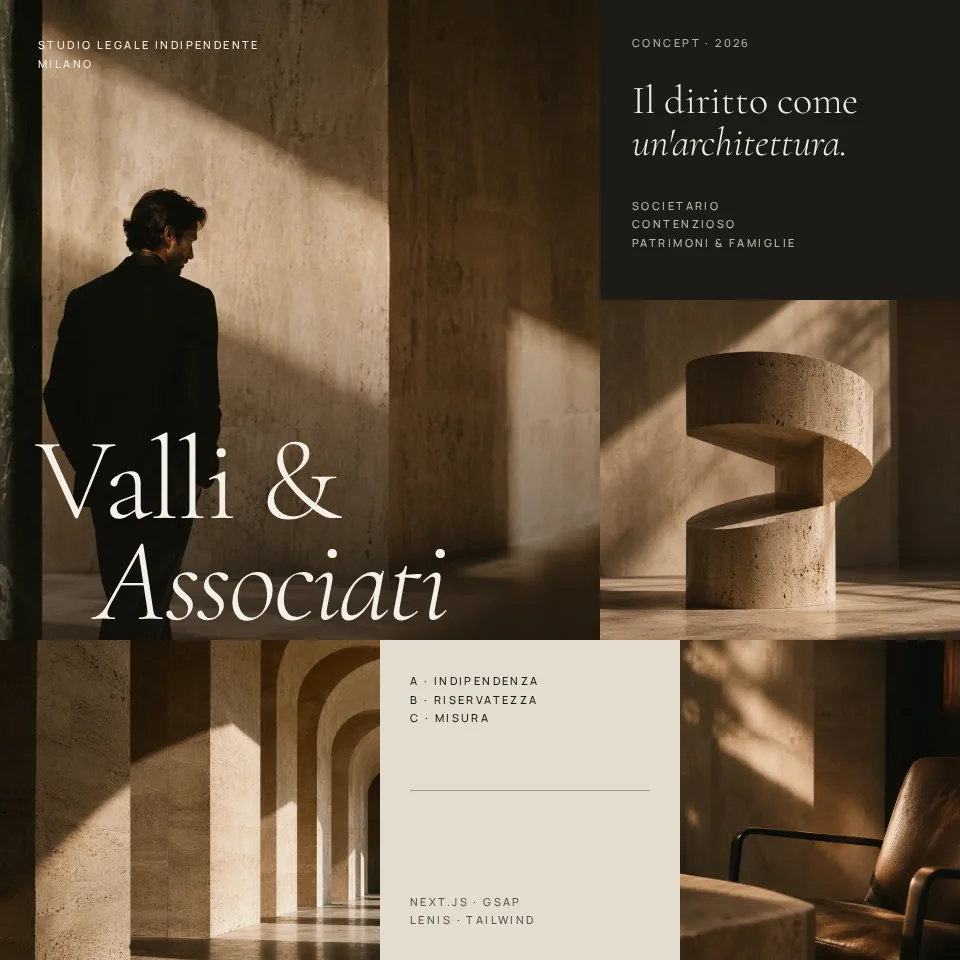 STUDIO LEGALE INDIPENDENTE
MILANO
Valli &
Associati
CONCEPT · 2026
Il diritto come
un'architettura.
SOCIETARIO
CONTENZIOSO
PATRIMONI & FAMIGLIE
A · INDIPENDENZA
B · RISERVATEZZA
C · MISURA
NEXT.JS · GSAP
LENIS · TAILWIND